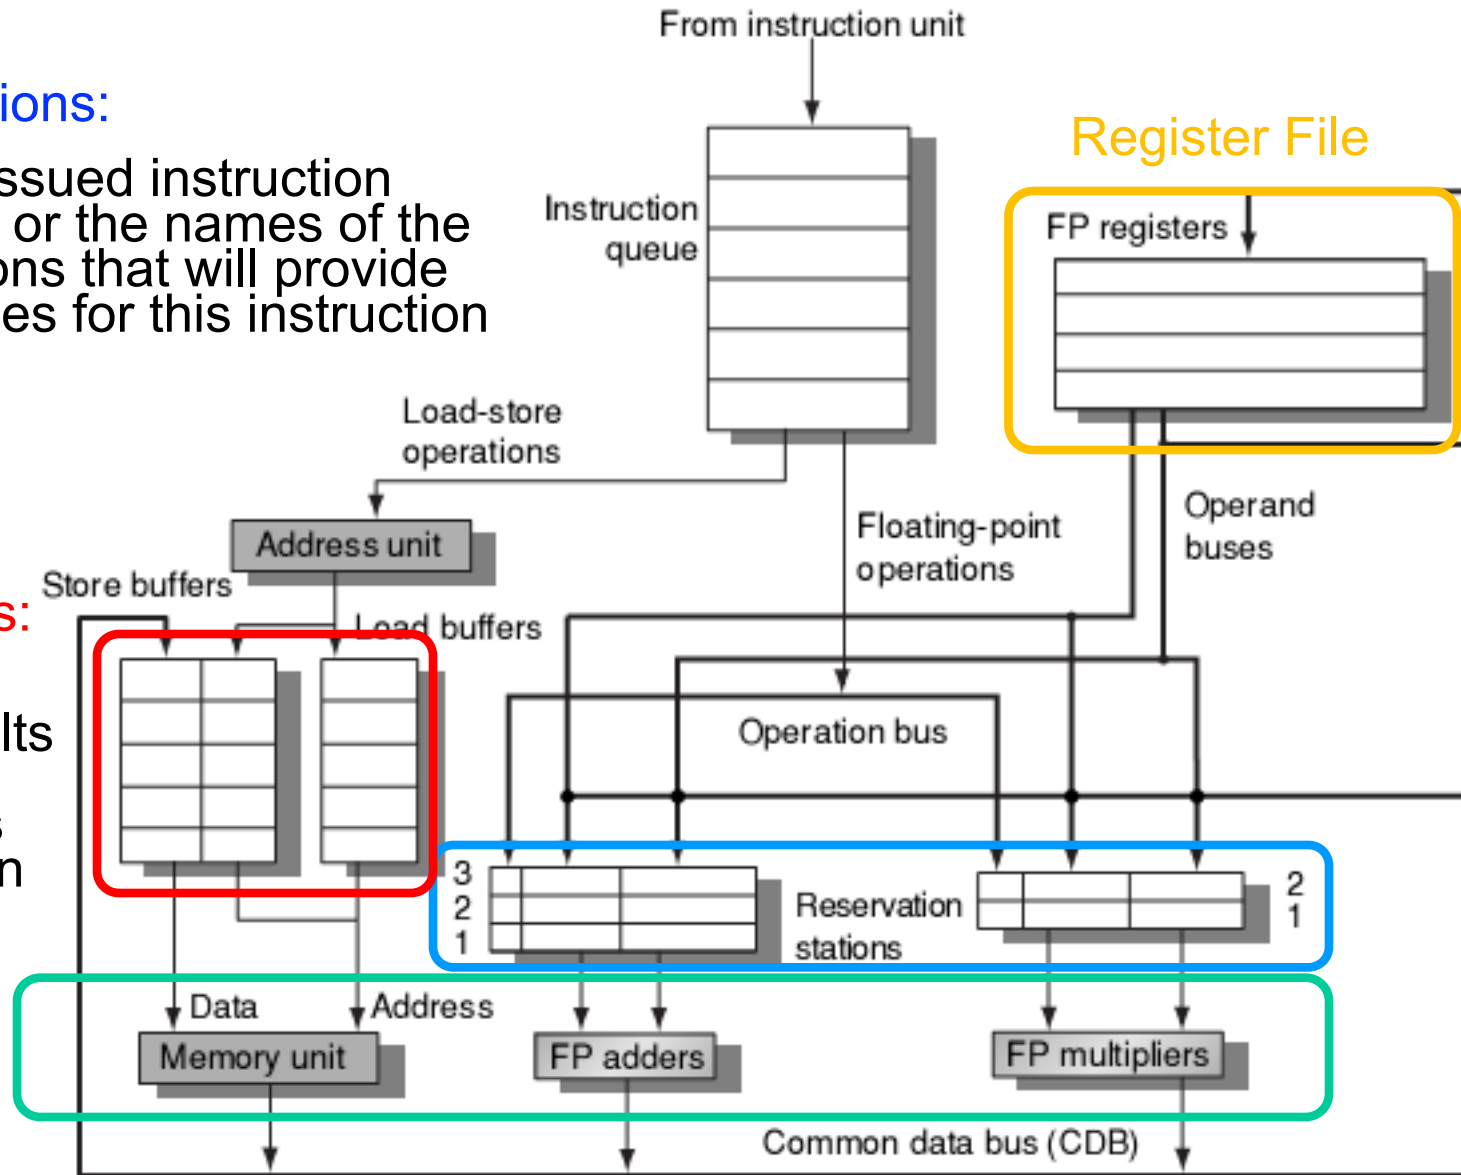 From instruction unit
ions:
Register File
ssued instruction
or the names of the
ons that will provide
es for this instruction
Instruction
queue
FP registers
Load-store
operations
Operand
buses
Floating-point
operations
Address unit
Store buffers
s:
Load buffers
lts
Operation bus
s
n
3
2
1
Reservation
stations
2
1
Data
Address
Memory unit
FP adders
FP multipliers
Common data bus (CDB)